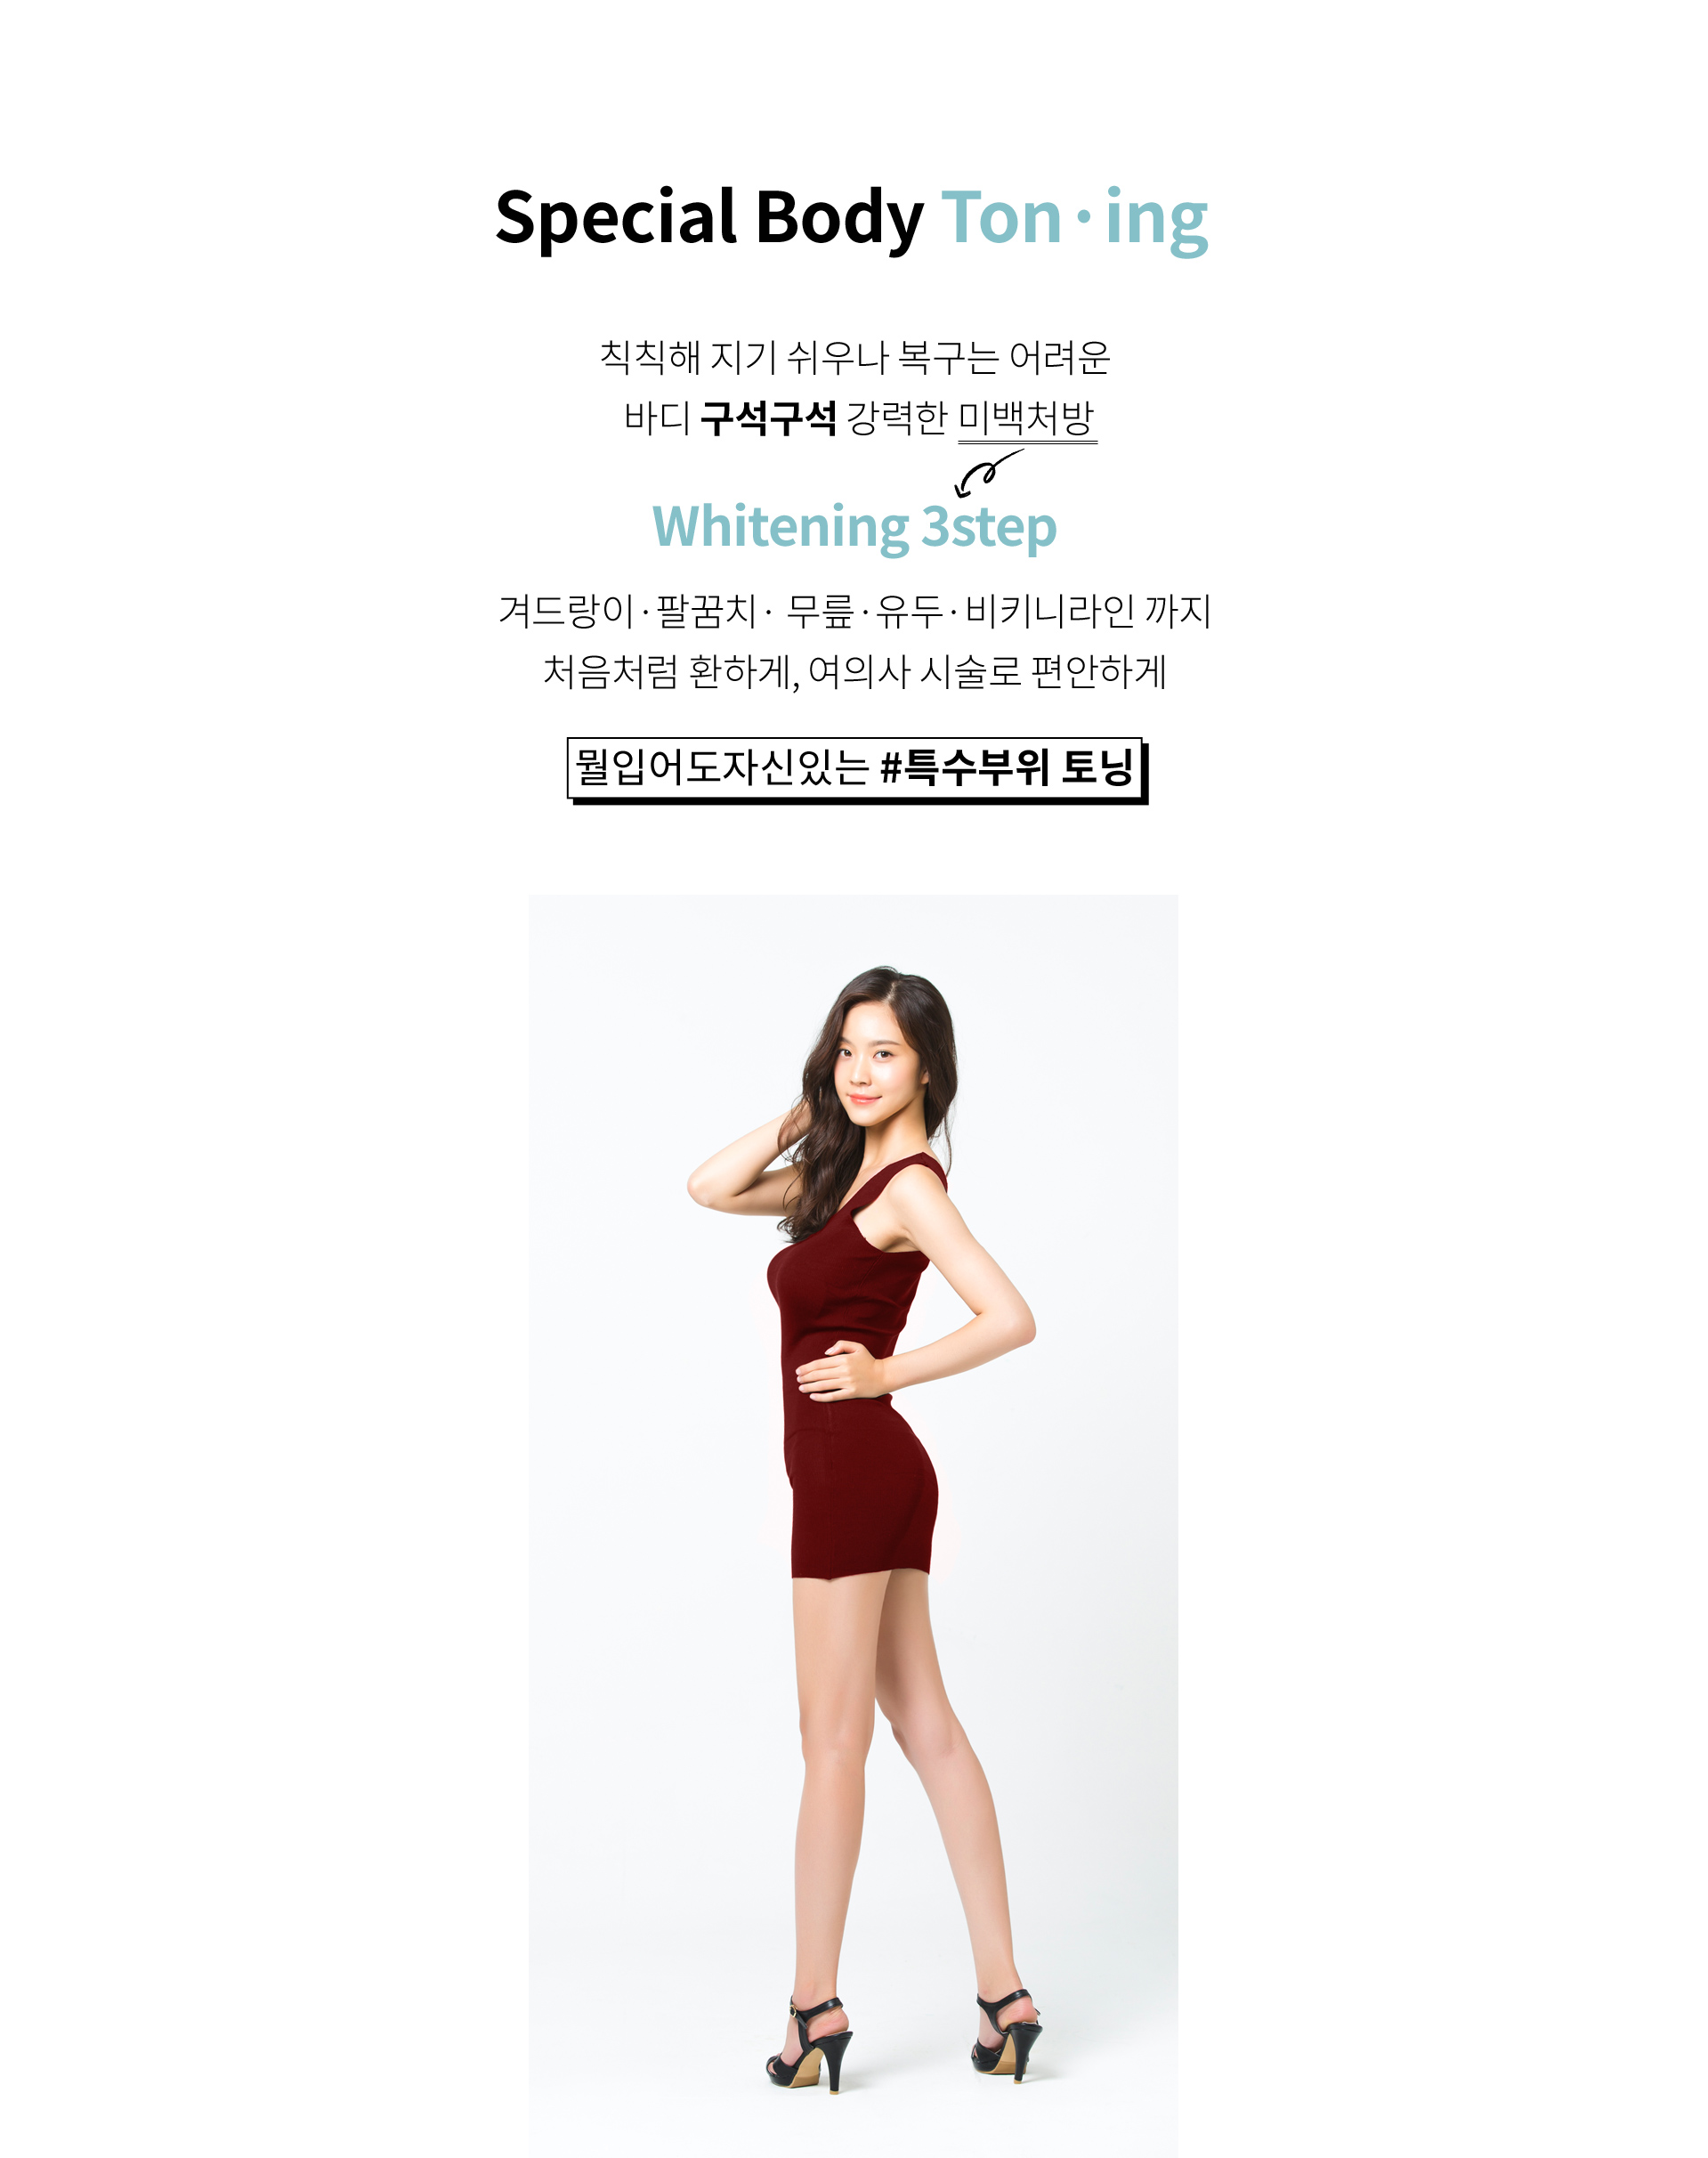 Special Body Ton·ing
칙칙해 지기 쉬우나 복구는 어려운
바디 구석구석 강력한 미백처방
Whitening 3step
겨드랑이·팔꿈치· 무릎·유두·비키니라인 까지
처음처럼 환하게, 여의사 시술로 편안하게
뭘입어도자신있는 #특수부위 토닝